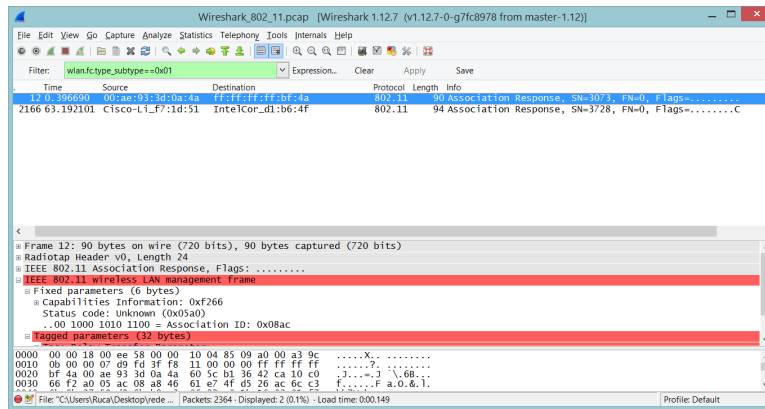 Wireshark_802_11.pcap [Wireshark 1.12.7 (v1.12.7-0-g7fc8978 from master-1.12)]
File Edit View Go Capture Analyze Statistics Telephony Tools Internals Help
Filter: wlan.fc.type_subtype==0x01 Expression... Clear Apply Save
. Time Source Destination Protocol Length Info
12 0.396690 00:ae:93:3d:0a:4a ff:ff:ff:ff:bf:4a 802.11 90 Association Response, SN=3073, FN=0, Flags=.........
2166 63.192101 Cisco-Li_f7:1d:51 IntelCor_d1:b6:4f 802.11 94 Association Response, SN=3728, FN=0, Flags=........C
Frame 12: 90 bytes on wire (720 bits), 90 bytes captured (720 bits)
Radiotap Header v0, Length 24
IEEE 802.11 Association Response, Flags: .........
IEEE 802.11 wireless LAN management frame
Fixed parameters (6 bytes)
Capabilities Information: 0xf266
Status code: Unknown (0x05a0)
..00 1000 1010 1100 = Association ID: 0x08ac
Tagged parameters (32 bytes)
0000 00 00 18 00 ee 58 00 00 10 04 85 09 a0 00 a3 9c .....X.. ........
0010 0b 00 00 07 d9 fd 3f f8 11 00 00 00 ff ff ff ff ......?. ........
0020 bf 4a 00 ae 93 3d 0a 4a 60 5c b1 36 42 ca 10 c0 .J...=.J `\.6B...
0030 66 f2 a0 05 ac 08 a8 46 61 e7 4f d5 26 ac 6c c3 f......F a.O.&.l.
File: "C:\Users\Ruca\Desktop\rede ... Packets: 2364 · Displayed: 2 (0.1%) · Load time: 0:00.149 Profile: Default